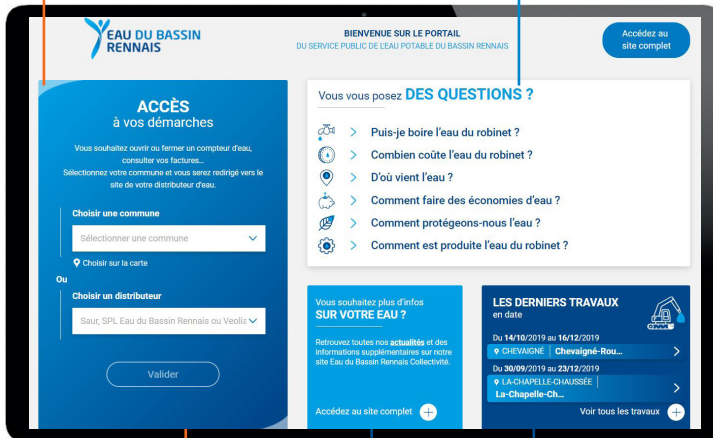 EAU DU BASSIN
RENNAIS
BIENVENUE SUR LE PORTAIL
DU SERVICE PUBLIC DE L'EAU POTABLE DU BASSIN RENNAIS
Accédez au
site complet
ACCÈS
à vos démarches
Vous souhaitez ouvrir ou fermer un compteur d'eau,
consulter vos factures...
Sélectionnez votre commune et vous serez redirigé vers le
site de votre distributeur d'eau.
Choisir une commune
Sélectionner une commune
Choisir sur la carte
Ou
Choisir un distributeur
Saur, SPL Eau du Bassin Rennais ou Veolia
Valider
Vous vous posez DES QUESTIONS ?
> Puis-je boire l'eau du robinet ?
> Combien coûte l'eau du robinet ?
> D'où vient l'eau ?
> Comment faire des économies d'eau ?
> Comment protégeons-nous l'eau ?
> Comment est produite l'eau du robinet ?
Vous souhaitez plus d'infos
SUR VOTRE EAU ?
Retrouvez toutes nos actualités et des
informations supplémentaires sur notre
site Eau du Bassin Rennais Collectivité.
Accédez au site complet +
LES DERNIERS TRAVAUX
en date
Du 14/10/2019 au 16/12/2019
CHEVAIGNÉ Chevaigné-Rou... >
Du 30/09/2019 au 23/12/2019
LA-CHAPELLE-CHAUSSÉE
La-Chapelle-Ch... >
Voir tous les travaux +